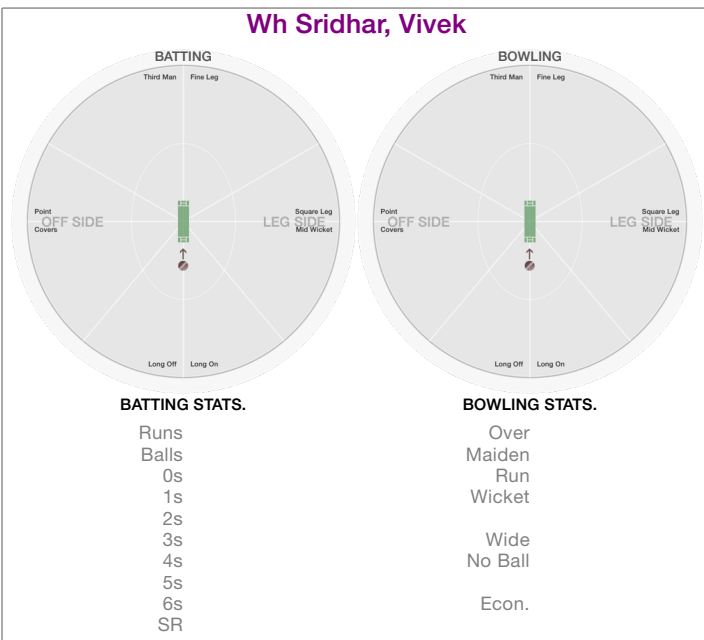 Wh Sridhar, Vivek
BATTING
Third Man Fine Leg
Point Square Leg
OFF SIDE LEG SIDE
Covers Mid Wicket
Long Off Long On
BOWLING
Third Man Fine Leg
Point Square Leg
OFF SIDE LEG SIDE
Covers Mid Wicket
Long Off Long On
BATTING STATS.
Runs
Balls
0s
1s
2s
3s
4s
5s
6s
SR
BOWLING STATS.
Over
Maiden
Run
Wicket
Wide
No Ball
Econ.